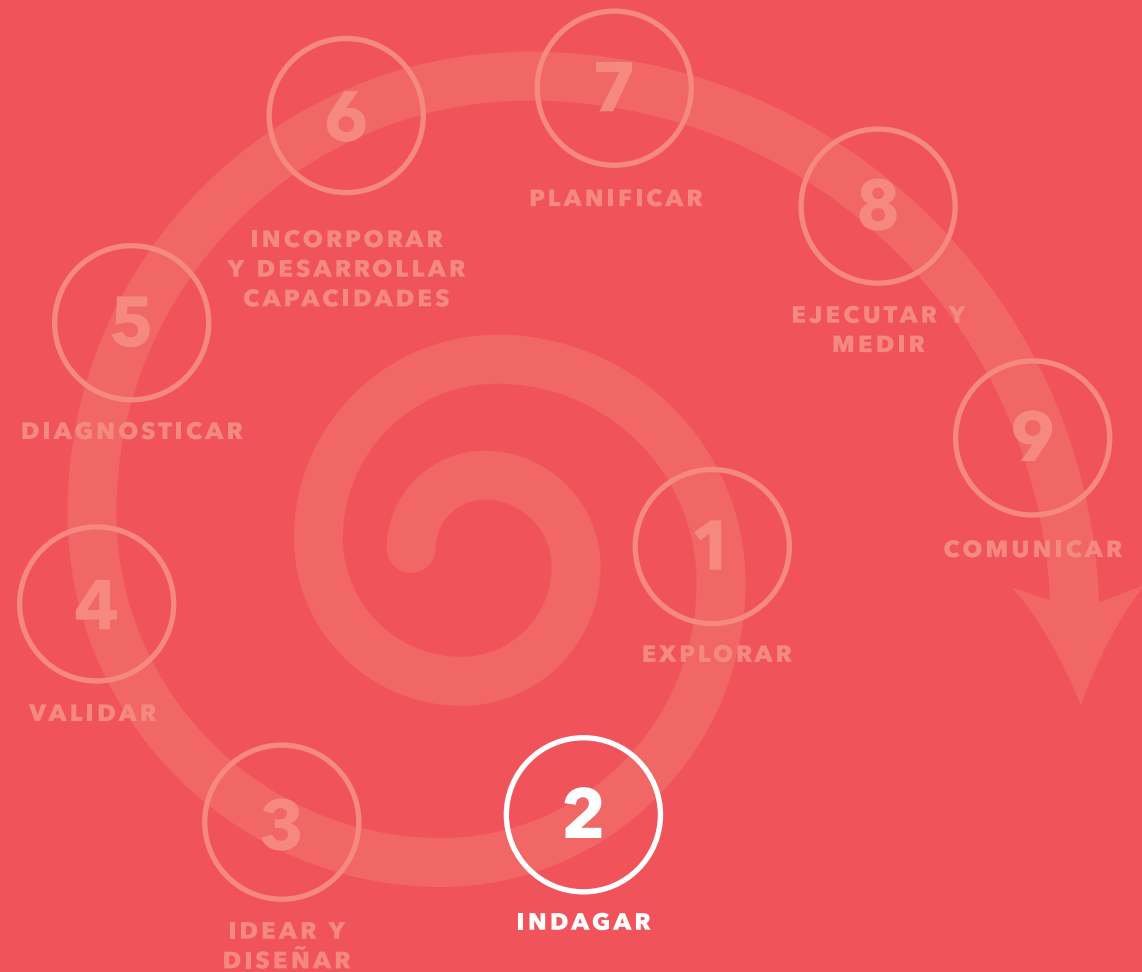 1
EXPLORAR
2
INDAGAR
3
IDEAR Y
DISEÑAR
4
VALIDAR
5
DIAGNOSTICAR
6
INCORPORAR
Y DESARROLLAR
CAPACIDADES
7
PLANIFICAR
8
EJECUTAR Y
MEDIR
9
COMUNICAR